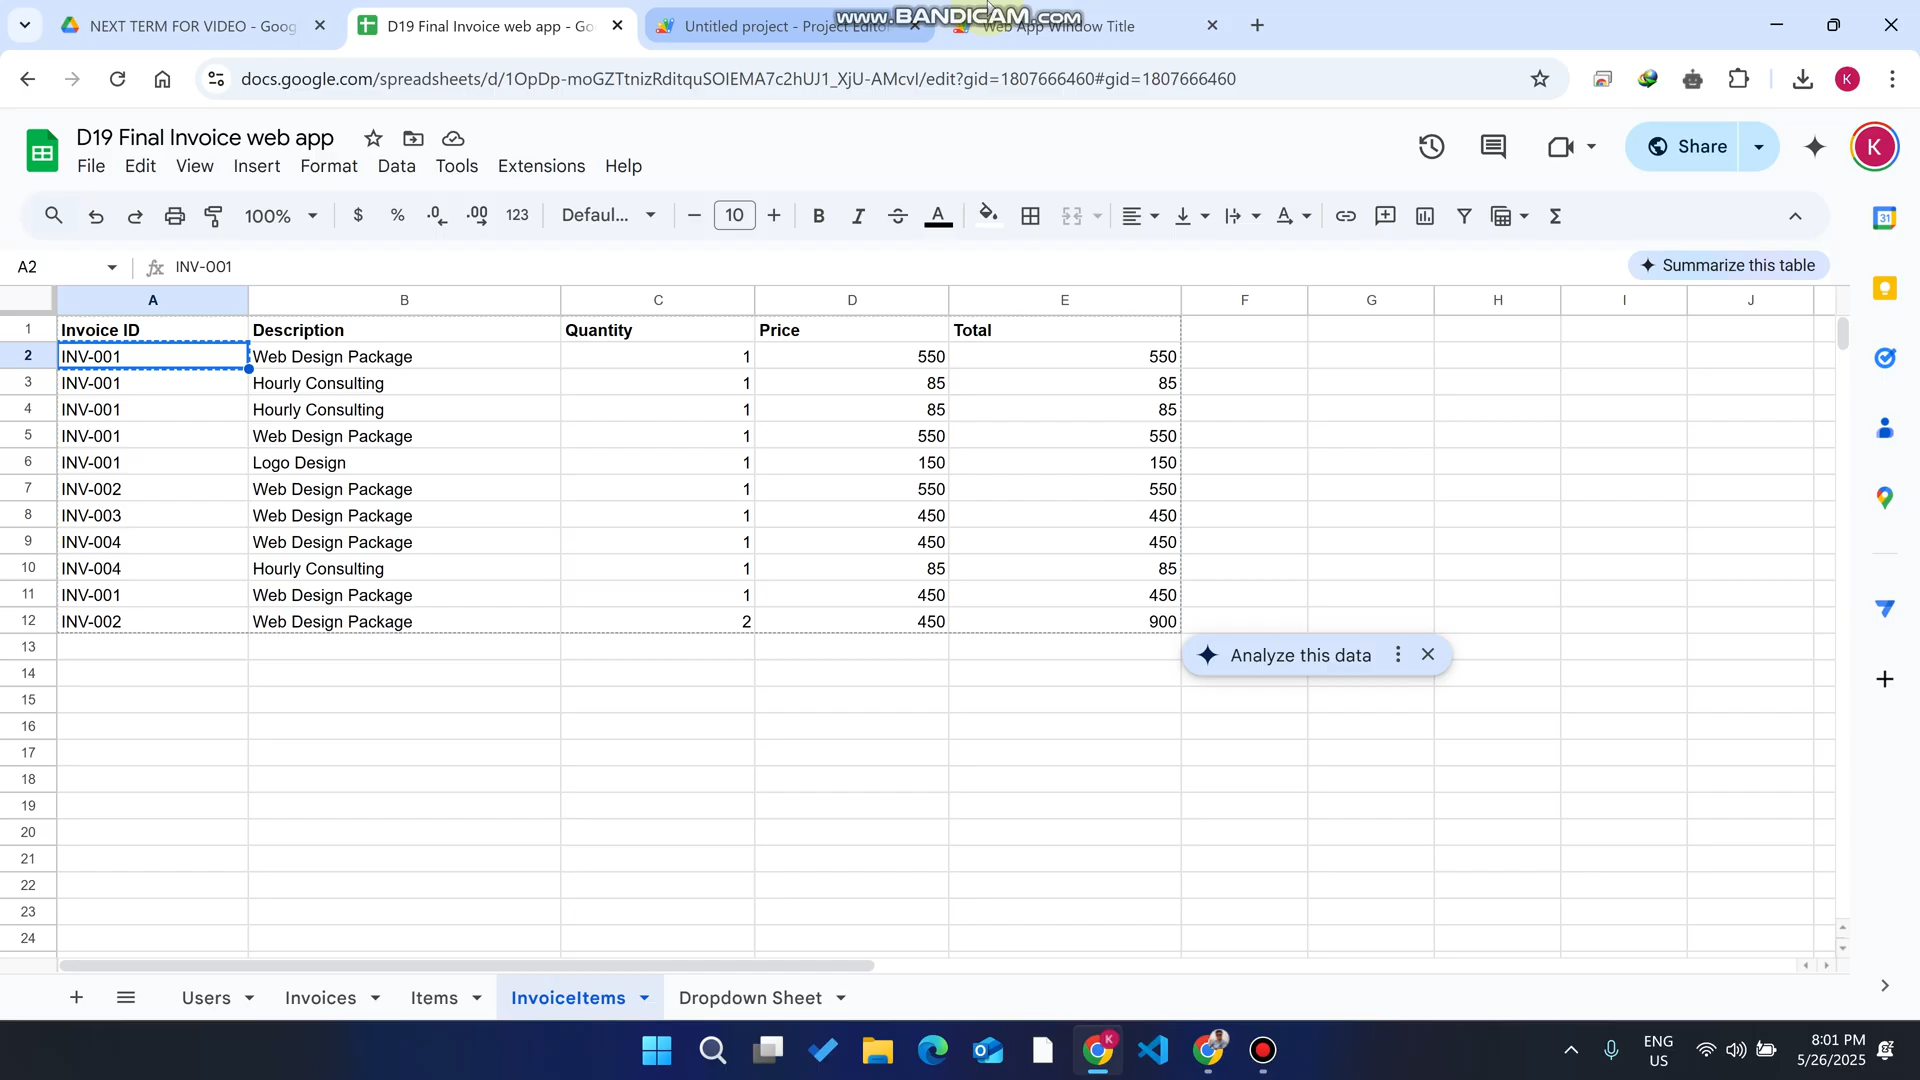 NEXT TERM FOR VIDEO - Goog
D19 Final Invoice web app - Go
Untitled project - Project Editor
Web App Window Title
www.BANDICAM.com
docs.google.com/spreadsheets/d/1OpDp-moGZTtnizRditquSOIEMA7c2hUJ1_XjU-AMcvI/edit?gid=1807666460#gid=1807666460
K
D19 Final Invoice web app
File Edit View Insert Format Data Tools Extensions Help
Share
K
100% $ % .0 .00 123 Defaul... 10 B I A
31
A2 fx INV-001
Summarize this table
A B C D E F G H I J
1 Invoice ID Description Quantity Price Total
2 INV-001 Web Design Package 1 550 550
3 INV-001 Hourly Consulting 1 85 85
4 INV-001 Hourly Consulting 1 85 85
5 INV-001 Web Design Package 1 550 550
6 INV-001 Logo Design 1 150 150
7 INV-002 Web Design Package 1 550 550
8 INV-003 Web Design Package 1 450 450
9 INV-004 Web Design Package 1 450 450
10 INV-004 Hourly Consulting 1 85 85
11 INV-001 Web Design Package 1 450 450
12 INV-002 Web Design Package 2 450 900
13
Analyze this data
14
15
16
17
18
19
20
21
22
23
24
Users Invoices Items InvoiceItems Dropdown Sheet
K
ENG
US
8:01 PM
5/26/2025